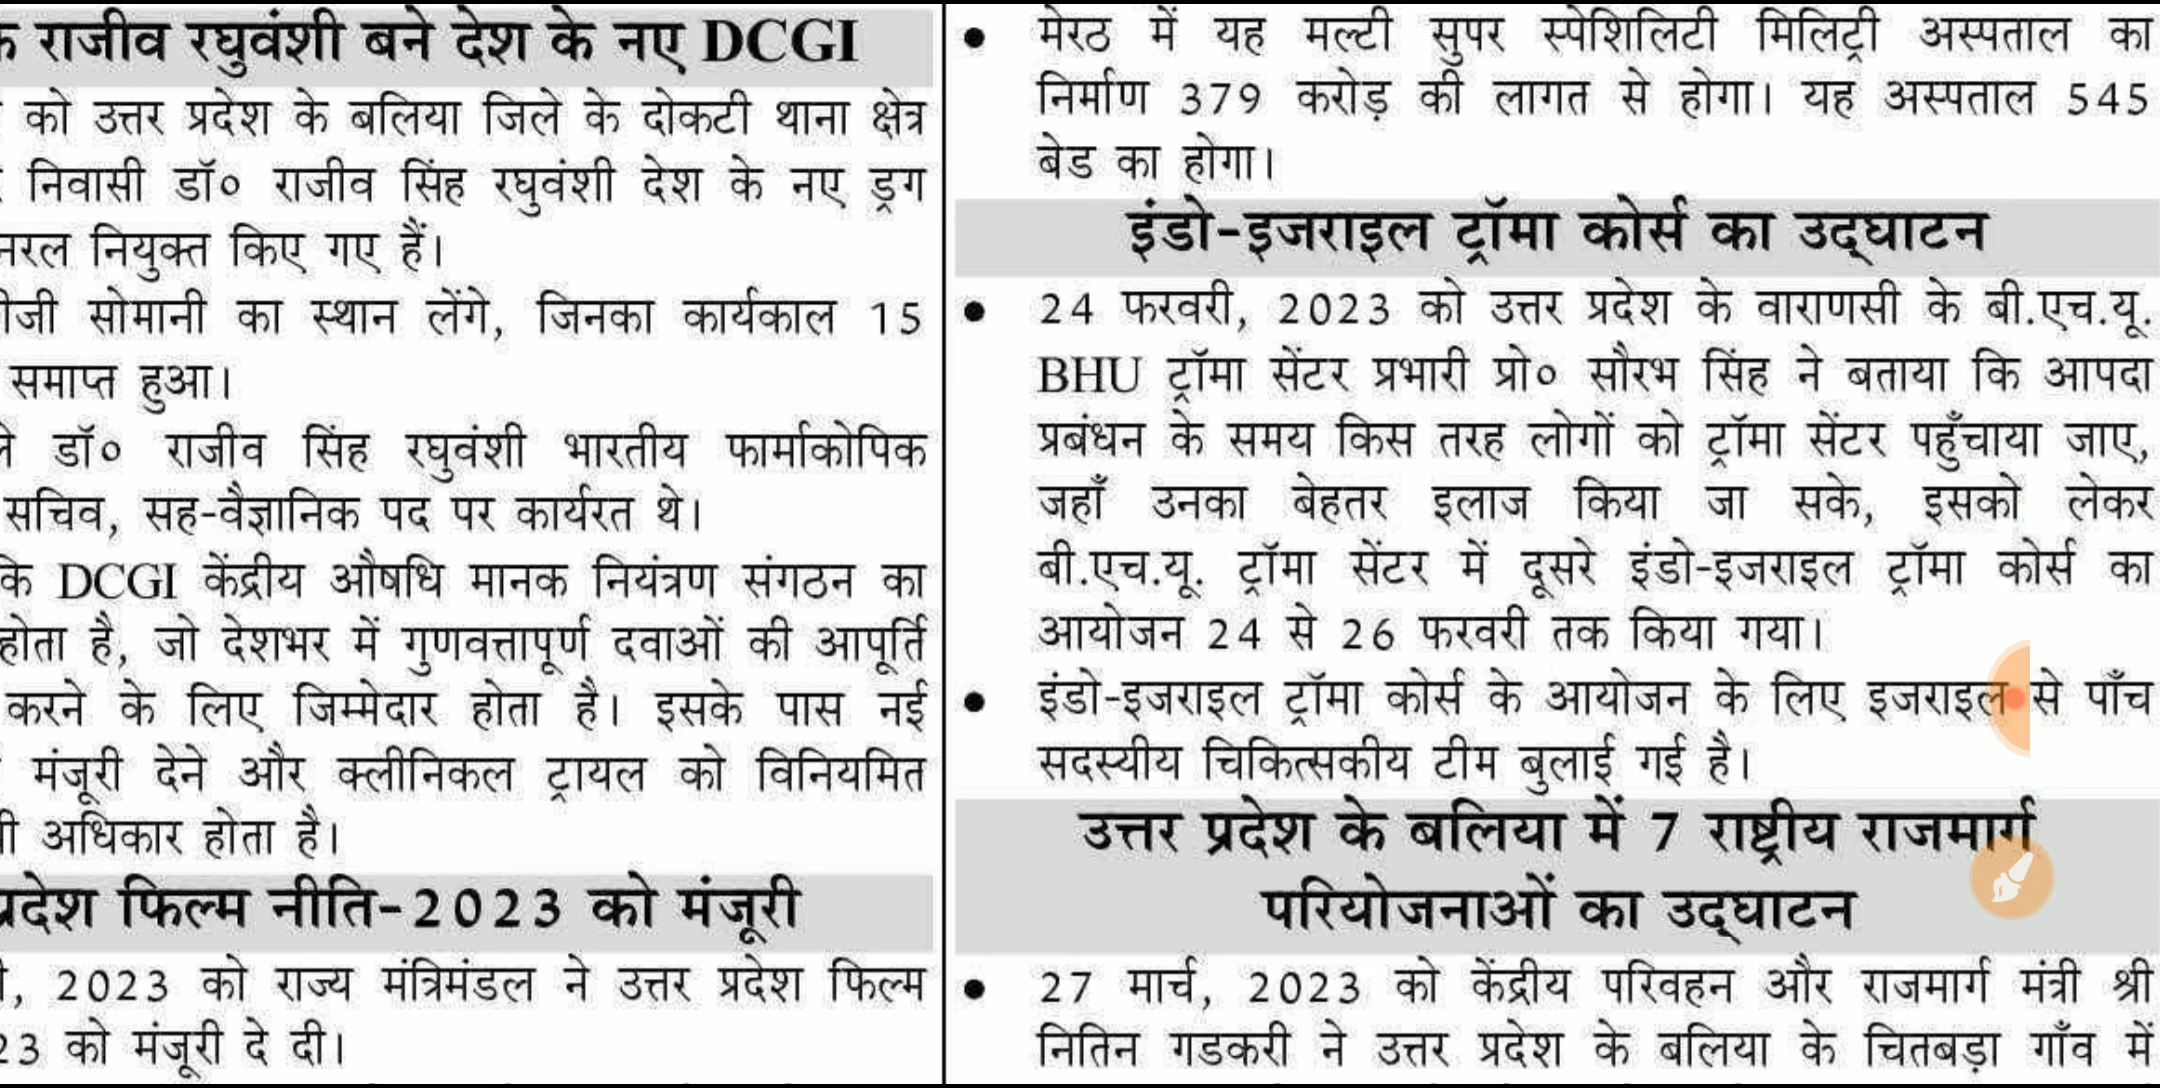 राजीव रघुवंशी बने देश के नए DCGI
को उत्तर प्रदेश के बलिया जिले के दोकटी थाना क्षेत्र
निवासी डॉ० राजीव सिंह रघुवंशी देश के नए ड्रग
नियुक्त किए गए हैं।
सोमानी का स्थान लेंगे, जिनका कार्यकाल 15
समाप्त हुआ।
डॉ० राजीव सिंह रघुवंशी भारतीय फार्माकोपिक
सचिव, सह-वैज्ञानिक पद पर कार्यरत थे।
कि DCGI केंद्रीय औषधि मानक नियंत्रण संगठन का
होता है, जो देशभर में गुणवत्तापूर्ण दवाओं की आपूर्ति
करने के लिए जिम्मेदार होता है। इसके पास नई
मंजूरी देने और क्लीनिकल ट्रायल को विनियमित
अधिकार होता है।
प्रदेश फिल्म नीति-2023 को मंजूरी
, 2023 को राज्य मंत्रिमंडल ने उत्तर प्रदेश फिल्म
23 को मंजूरी दे दी।
• मेरठ में यह मल्टी सुपर स्पेशिलिटी मिलिट्री अस्पताल का
निर्माण 379 करोड़ की लागत से होगा। यह अस्पताल 545
बेड का होगा।
इंडो-इजराइल ट्रॉमा कोर्स का उद्घाटन
• 24 फरवरी, 2023 को उत्तर प्रदेश के वाराणसी के बी.एच.यू.
BHU ट्रॉमा सेंटर प्रभारी प्रो० सौरभ सिंह ने बताया कि आपदा
प्रबंधन के समय किस तरह लोगों को ट्रॉमा सेंटर पहुँचाया जाए,
जहाँ उनका बेहतर इलाज किया जा सके, इसको लेकर
बी.एच.यू. ट्रॉमा सेंटर में दूसरे इंडो-इजराइल ट्रॉमा कोर्स का
आयोजन 24 से 26 फरवरी तक किया गया।
• इंडो-इजराइल ट्रॉमा कोर्स के आयोजन के लिए इजराइल से पाँच
सदस्यीय चिकित्सकीय टीम बुलाई गई है।
उत्तर प्रदेश के बलिया में 7 राष्ट्रीय राजमार्ग
परियोजनाओं का उद्घाटन
• 27 मार्च, 2023 को केंद्रीय परिवहन और राजमार्ग मंत्री श्री
नितिन गडकरी ने उत्तर प्रदेश के बलिया के चितबड़ा गाँव में